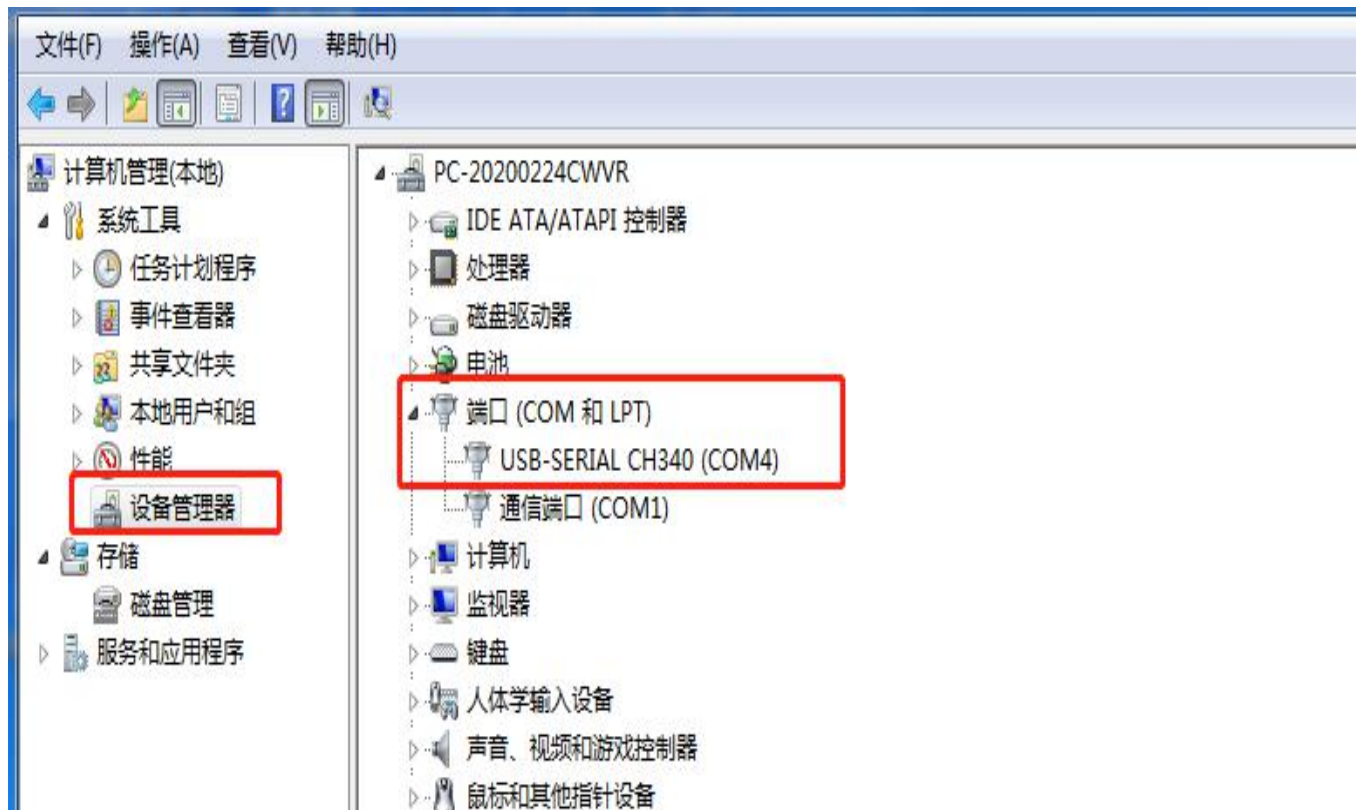 文件(F) 操作(A) 查看(V) 帮助(H)
计算机管理(本地)
系统工具
任务计划程序
事件查看器
共享文件夹
本地用户和组
性能
设备管理器
存储
磁盘管理
服务和应用程序
PC-20200224CWVR
IDE ATA/ATAPI 控制器
处理器
磁盘驱动器
电池
端口 (COM 和 LPT)
USB-SERIAL CH340 (COM4)
通信端口 (COM1)
计算机
监视器
键盘
人体学输入设备
声音、视频和游戏控制器
鼠标和其他指针设备